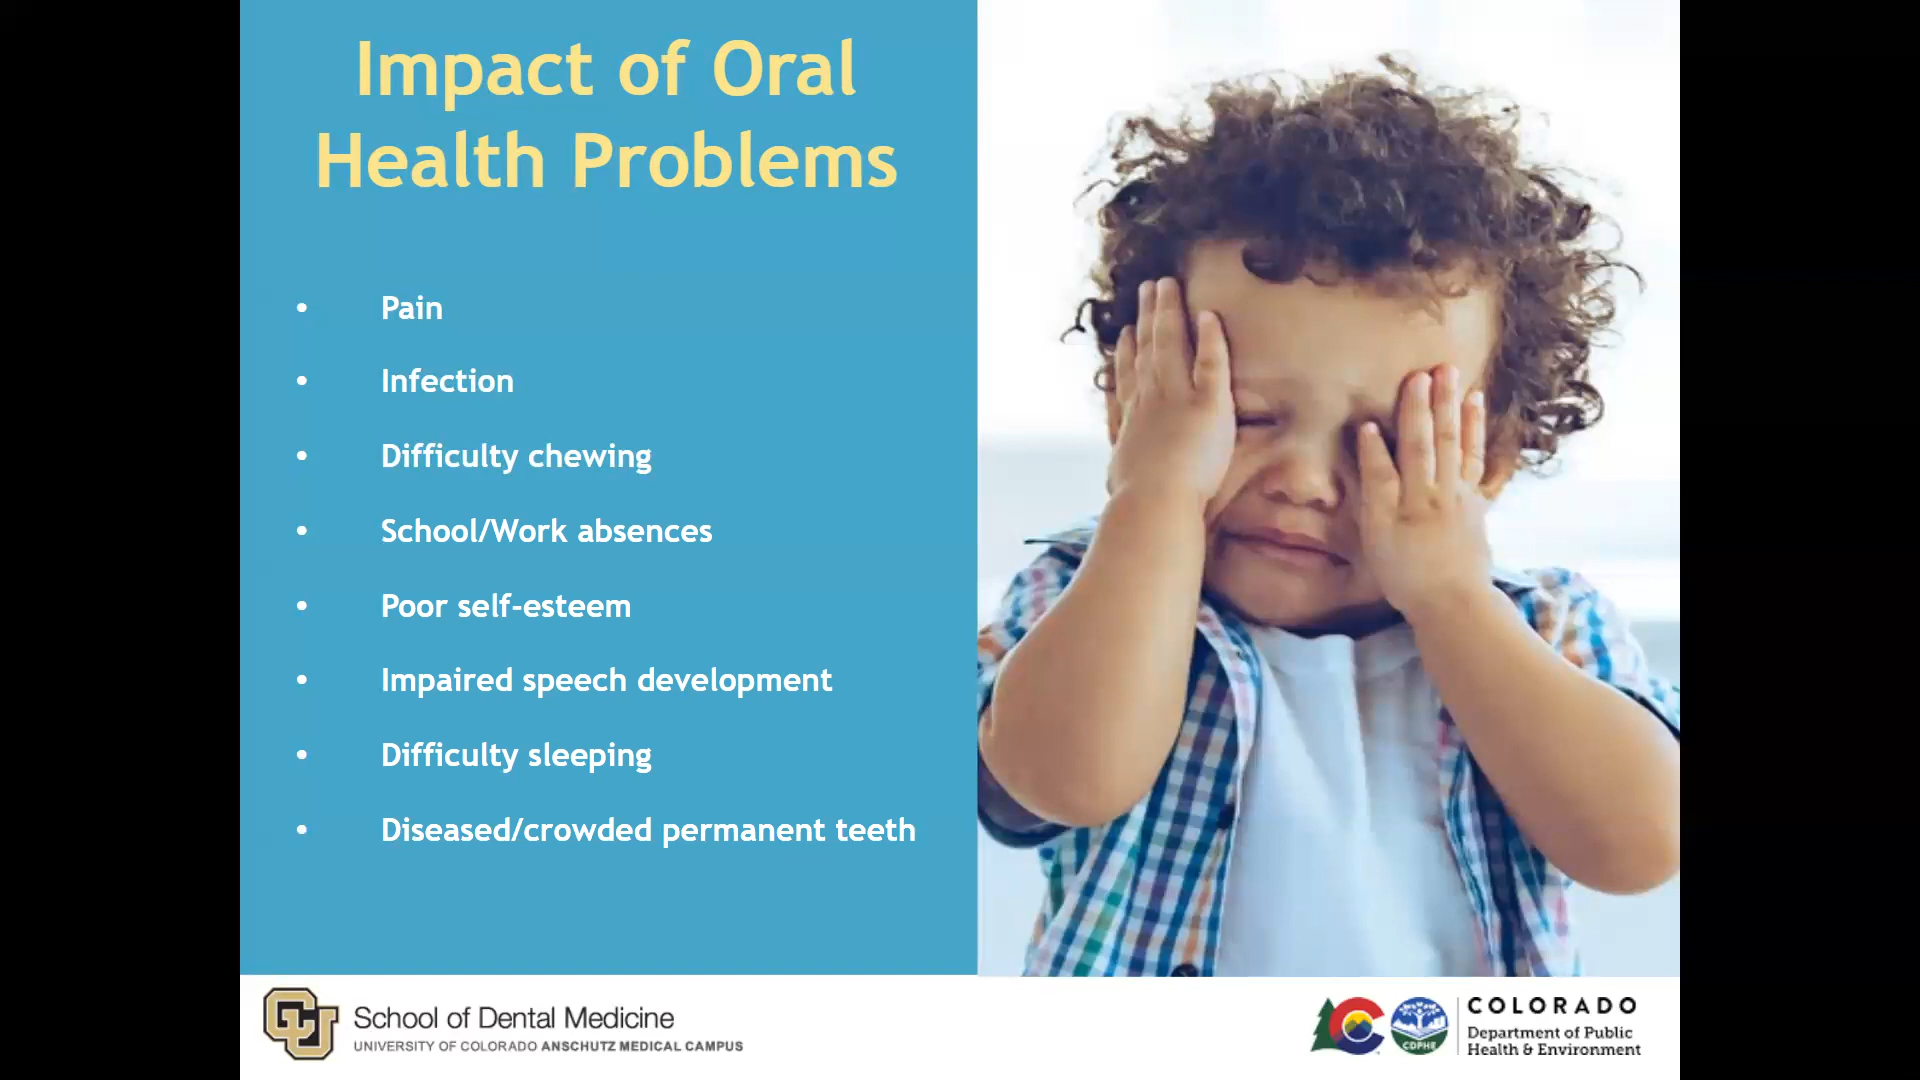 Impact of Oral
Health Problems
• Pain
• Infection
• Difficulty chewing
• School/Work absences
• Poor self-esteem
• Impaired speech development
• Difficulty sleeping
• Diseased/crowded permanent teeth
CU
School of Dental Medicine
UNIVERSITY OF COLORADO ANSCHUTZ MEDICAL CAMPUS
CDPHE
COLORADO
Department of Public
Health & Environment